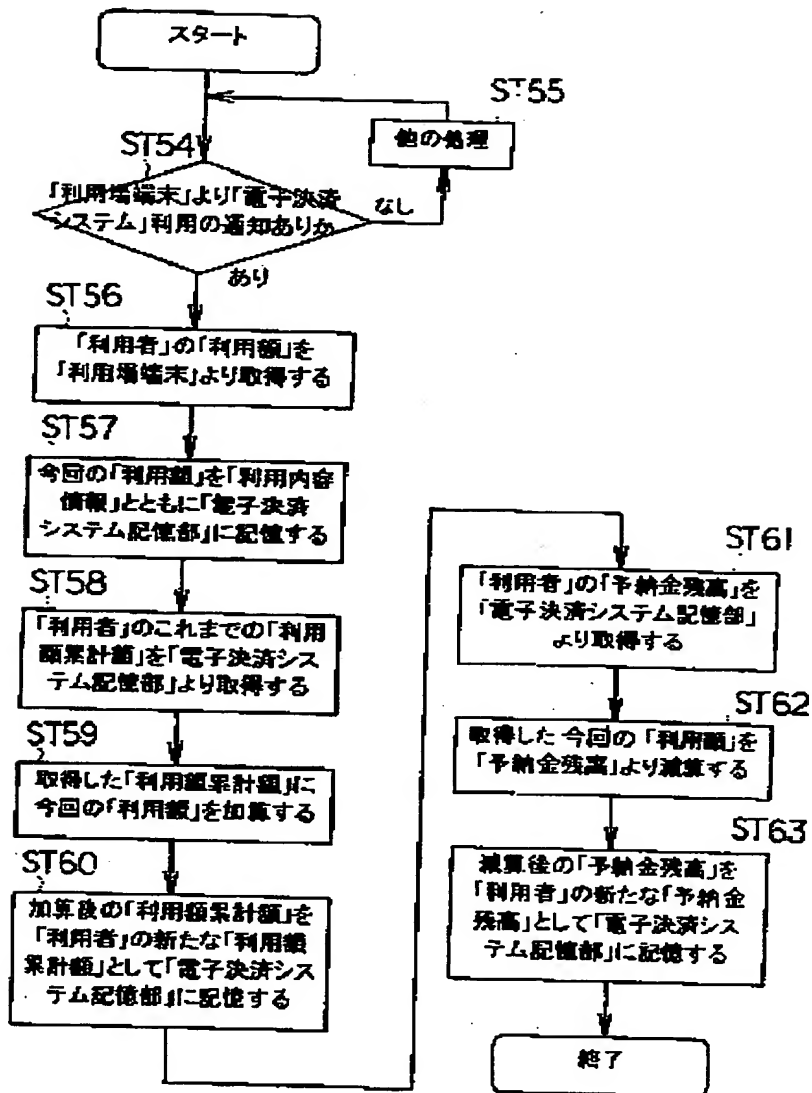 スタート
ST55
他の処理
ST54
「利用場端末」より「電子決済
システム」利用の通知ありか
なし
あり
ST56
「利用者」の「利用額」を
「利用場端末」より取得する
ST57
今回の「利用額」を「利用内容
情報」とともに「電子決済
システム記憶部」に記憶する
ST58
「利用者」のこれまでの「利用
額累計額」を「電子決済シス
テム記憶部」より取得する
ST59
取得した「利用額累計額」に
今回の「利用額」を加算する
ST60
加算後の「利用額累計額」を
「利用者」の新たな「利用額
累計額」として「電子決済シス
テム記憶部」に記憶する
ST61
「利用者」の「予納金残高」を
「電子決済システム記憶部」
より取得する
ST62
取得した今回の「利用額」を
「予納金残高」より減算する
ST63
減算後の「予納金残高」を
「利用者」の新たな「予納金
残高」として「電子決済シス
テム記憶部」に記憶する
終了